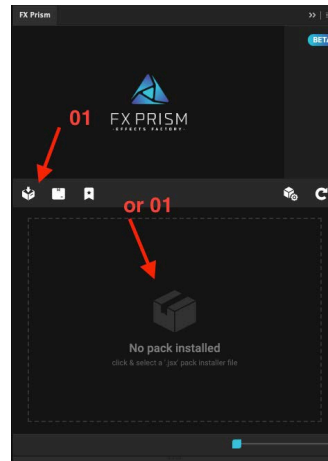 FX Prism
BETA
01
FX PRISM
-EFFECTS FACTORY-
or 01
No pack installed
click & select a '.jax' pack installer file